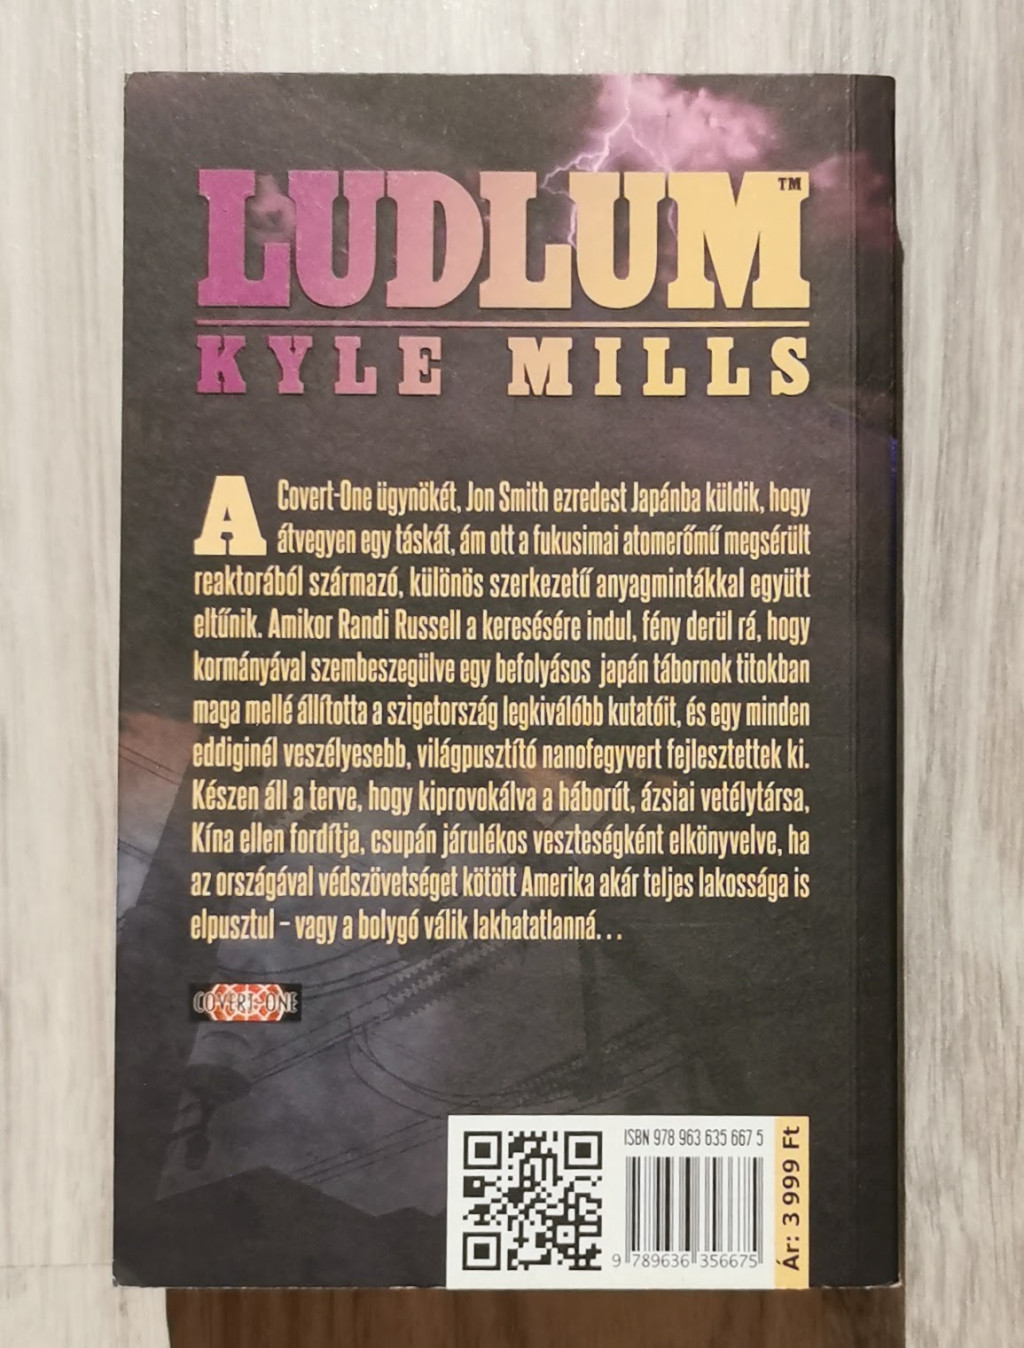 LUDLUM™
KYLE MILLS
A Covert-One ügynökét, Jon Smith ezredest Japánba küldik, hogy
átvegyen egy táskát, ám ott a fukusimai atomerőmű megsérült
reaktorából származó, különös szerkezetű anyagmintákkal együtt
eltűnik. Amikor Randi Russell a keresésére indul, fény derül rá, hogy
kormányával szembeszegülve egy befolyásos japán tábornok titokban
maga mellé állította a szigetország legkiválóbb kutatóit, és egy minden
eddiginél veszélyesebb, világpusztító nanofegyvert fejlesztettek ki.
Készen áll a terve, hogy kiprovokálva a háborút, ázsiai vetélytársa,
Kína ellen fordítja, csupán járulékos veszteségként elkönyvelve, ha
az országával védszövetséget kötött Amerika akár teljes lakossága is
elpusztul – vagy a bolygó válik lakhatatlanná…
COVERT-ONE
ISBN 978 963 635 667 5
9 789636 356675
Ár: 3 999 Ft